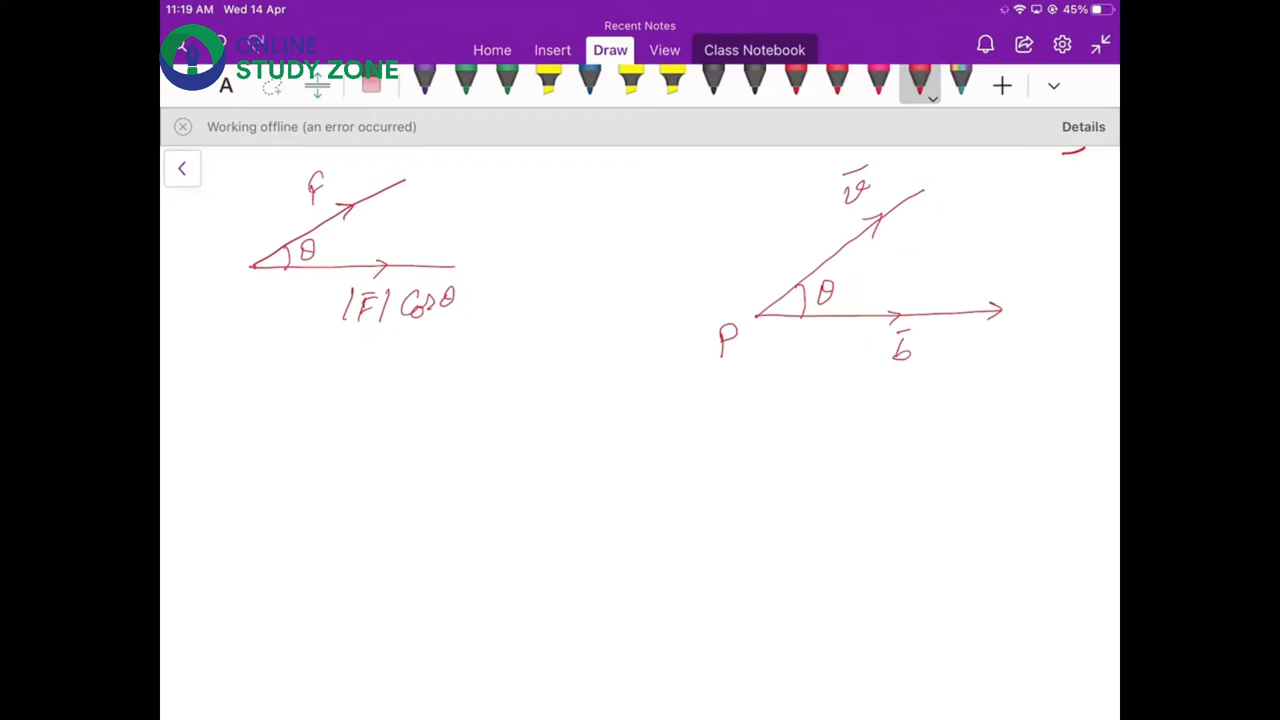 11:19 AM Wed 14 Apr
45%
Recent Notes
ONLINE
STUDY ZONE
Home Insert Draw View Class Notebook
A
Working offline (an error occurred) Details
F
θ
|F̅| Cosθ
v̅
θ
P
b̅